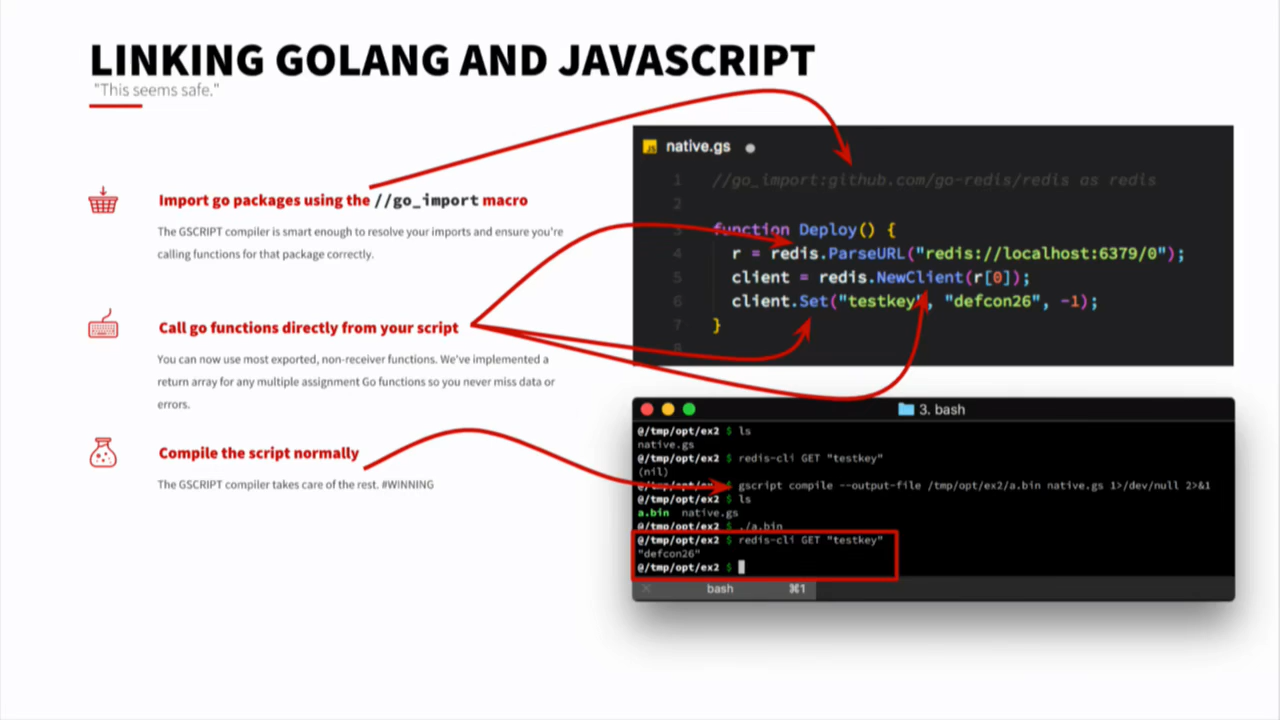 LINKING GOLANG AND JAVASCRIPT
"This seems safe."
Import go packages using the //go_import macro
The GSCRIPT compiler is smart enough to resolve your imports and ensure you're
calling functions for that package correctly.
Call go functions directly from your script
You can now use most exported, non-receiver functions. We've implemented a
return array for any multiple assignment Go functions so you never miss data or
errors.
Compile the script normally
The GSCRIPT compiler takes care of the rest. #WINNING
JS native.gs
1 //go_import:github.com/go-redis/redis as redis
2
3 function Deploy() {
4 r = redis.ParseURL("redis://localhost:6379/0");
5 client = redis.NewClient(r[0]);
6 client.Set("testkey", "defcon26", -1);
7 }
8
3. bash
@/tmp/opt/ex2 $ ls
native.gs
@/tmp/opt/ex2 $ redis-cli GET "testkey"
(nil)
@/tmp/opt/ex2 $ gscript compile --output-file /tmp/opt/ex2/a.bin native.gs 1>/dev/null 2>&1
@/tmp/opt/ex2 $ ls
a.bin native.gs
@/tmp/opt/ex2 $ ./a.bin
@/tmp/opt/ex2 $ redis-cli GET "testkey"
"defcon26"
@/tmp/opt/ex2 $
bash ⌘1